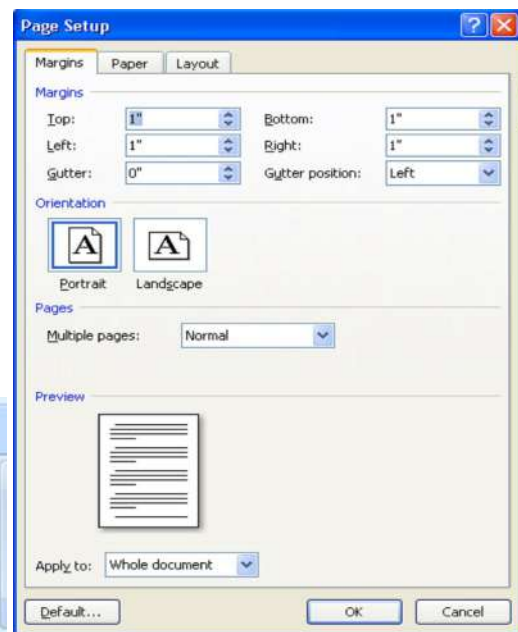 Page Setup
Margins Paper Layout
Margins
Top: 1" Bottom: 1"
Left: 1" Right: 1"
Gutter: 0" Gutter position: Left
Orientation
A A
Portrait Landscape
Pages
Multiple pages: Normal
Preview
Apply to: Whole document
Default... OK Cancel